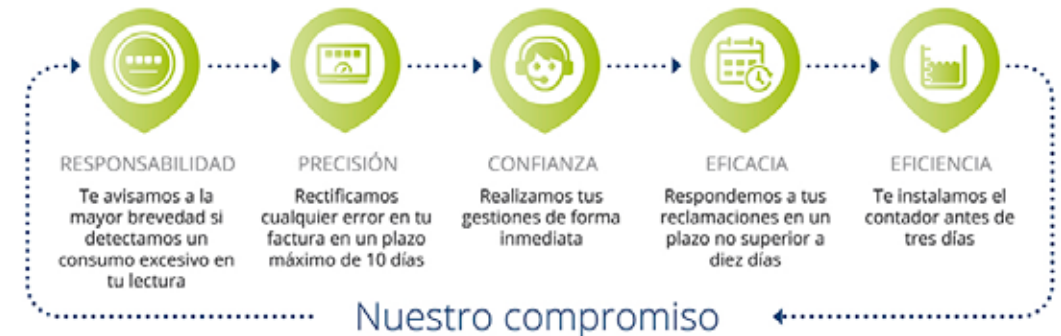 RESPONSABILIDAD
Te avisamos a la
mayor brevedad si
detectamos un
consumo excesivo en
tu lectura
PRECISIÓN
Rectificamos
cualquier error en tu
factura en un plazo
máximo de 10 días
CONFIANZA
Realizamos tus
gestiones de forma
inmediata
EFICACIA
Respondemos a tus
reclamaciones en un
plazo no superior a
diez días
EFICIENCIA
Te instalamos el
contador antes de
tres días
Nuestro compromiso